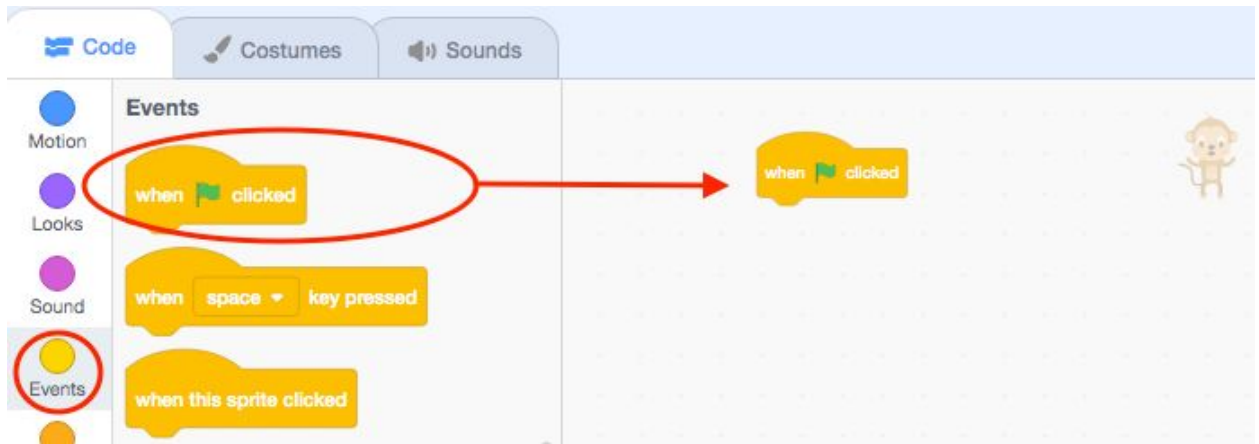 Code Costumes Sounds
Motion
Looks
Sound
Events
Events
when clicked
when space key pressed
when this sprite clicked
when clicked